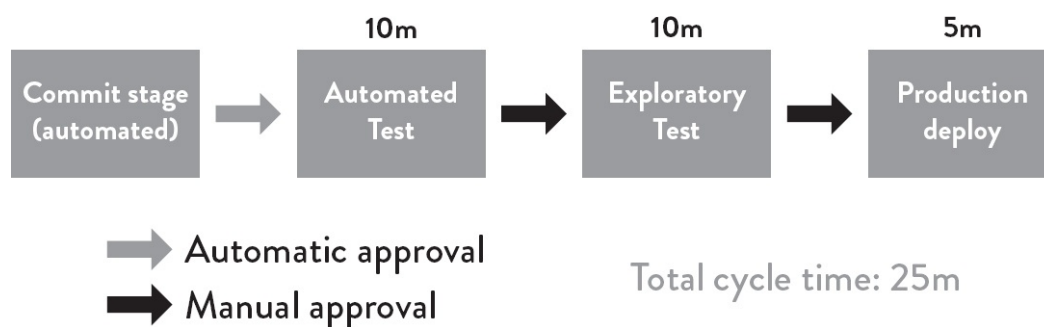 10m
10m
5m
Commit stage
(automated)
Automated
Test
Exploratory
Test
Production
deploy
Automatic approval
Manual approval
Total cycle time: 25m